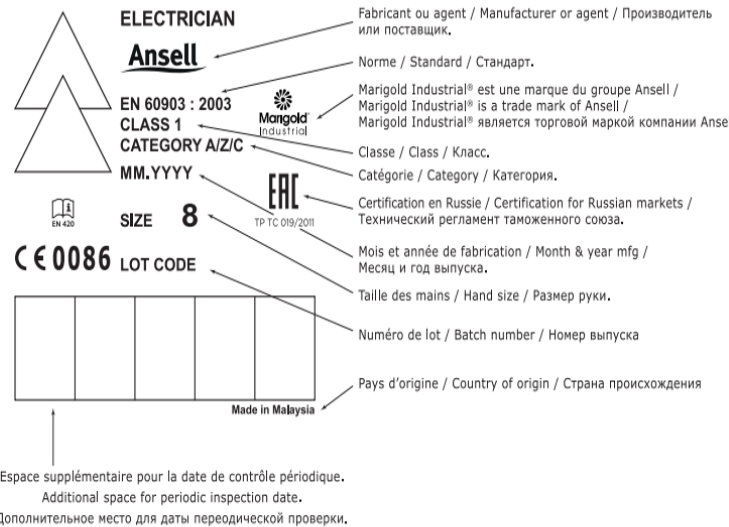 ELECTRICIAN
Ansell
EN 60903 : 2003
CLASS 1
CATEGORY A/Z/C
MM.YYYY
Marigold
Industrial
EAC
TP TC 019/2011
i
EN 420
SIZE 8
CE 0086 LOT CODE
Made in Malaysia
Fabricant ou agent / Manufacturer or agent / Производитель
или поставщик.
Norme / Standard / Стандарт.
Marigold Industrial® est une marque du groupe Ansell /
Marigold Industrial® is a trade mark of Ansell /
Marigold Industrial® является торговой маркой компании Anse
Classe / Class / Класс.
Catégorie / Category / Категория.
Certification en Russie / Certification for Russian markets /
Технический регламент таможенного союза.
Mois et année de fabrication / Month & year mfg /
Месяц и год выпуска.
Taille des mains / Hand size / Размер руки.
Numéro de lot / Batch number / Номер выпуска
Pays d'origine / Country of origin / Страна происхождения
Espace supplémentaire pour la date de contrôle périodique.
Additional space for periodic inspection date.
Дополнительное место для даты переодической проверки.